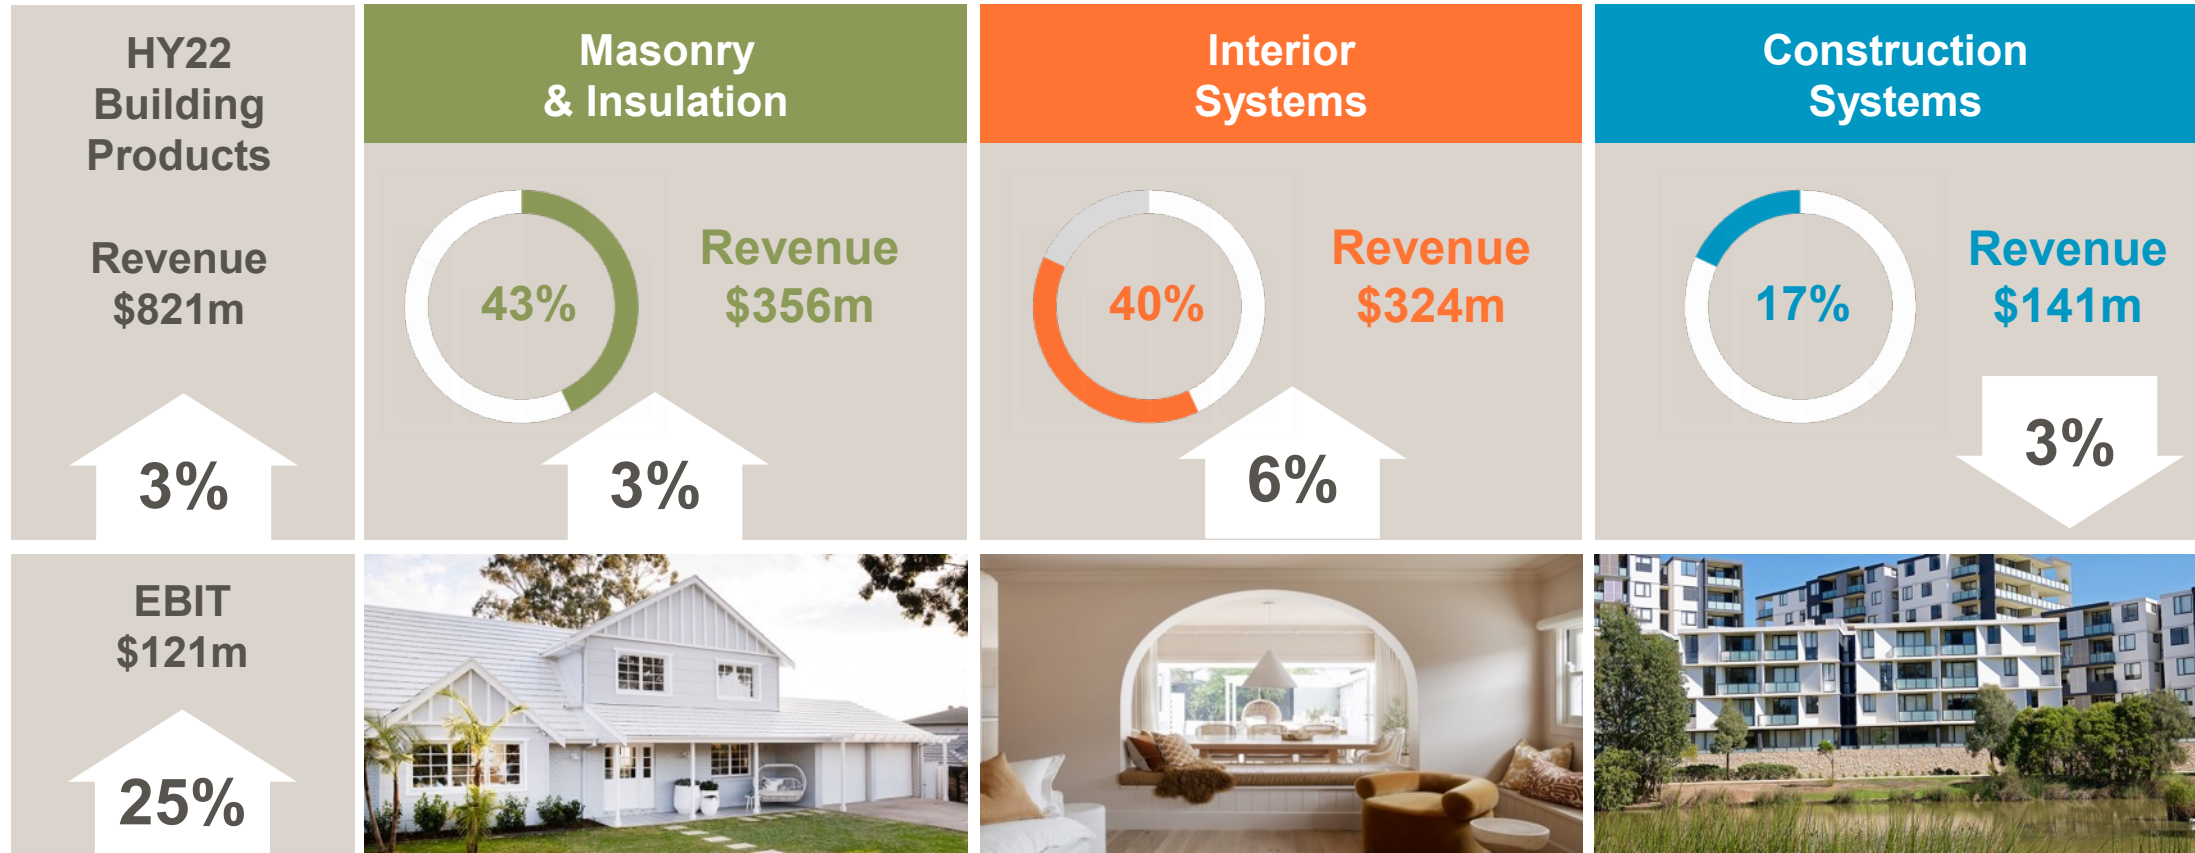 HY22
Building
Products
Revenue
$821m
3%
Masonry
& Insulation
43%
Revenue
$356m
3%
Interior
Systems
40%
Revenue
$324m
6%
Construction
Systems
17%
Revenue
$141m
3%
EBIT
$121m
25%